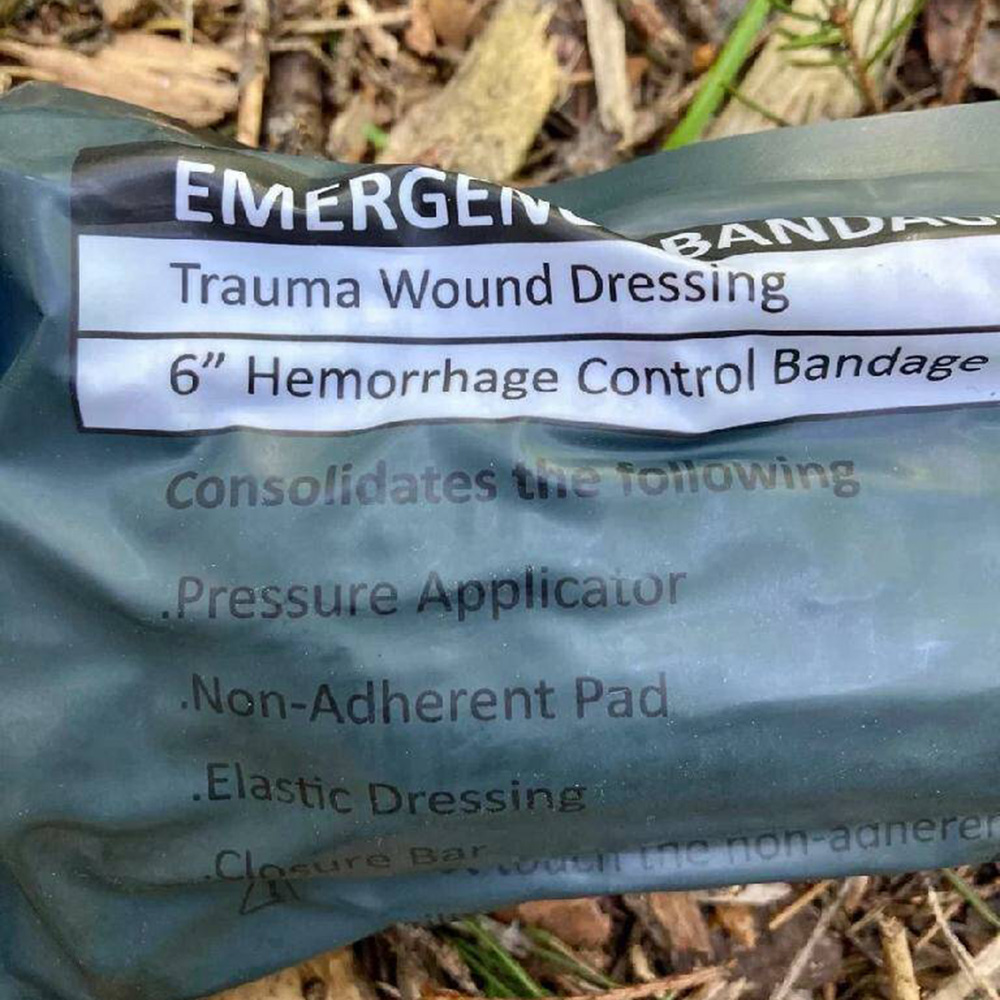 EMERGENC BANDAG
Trauma Wound Dressing
6” Hemorrhage Control Bandage
Consolidates the following
.Pressure Applicator
.Non-Adherent Pad
.Elastic Dressing
.Closure Bar
touch the non-adheren